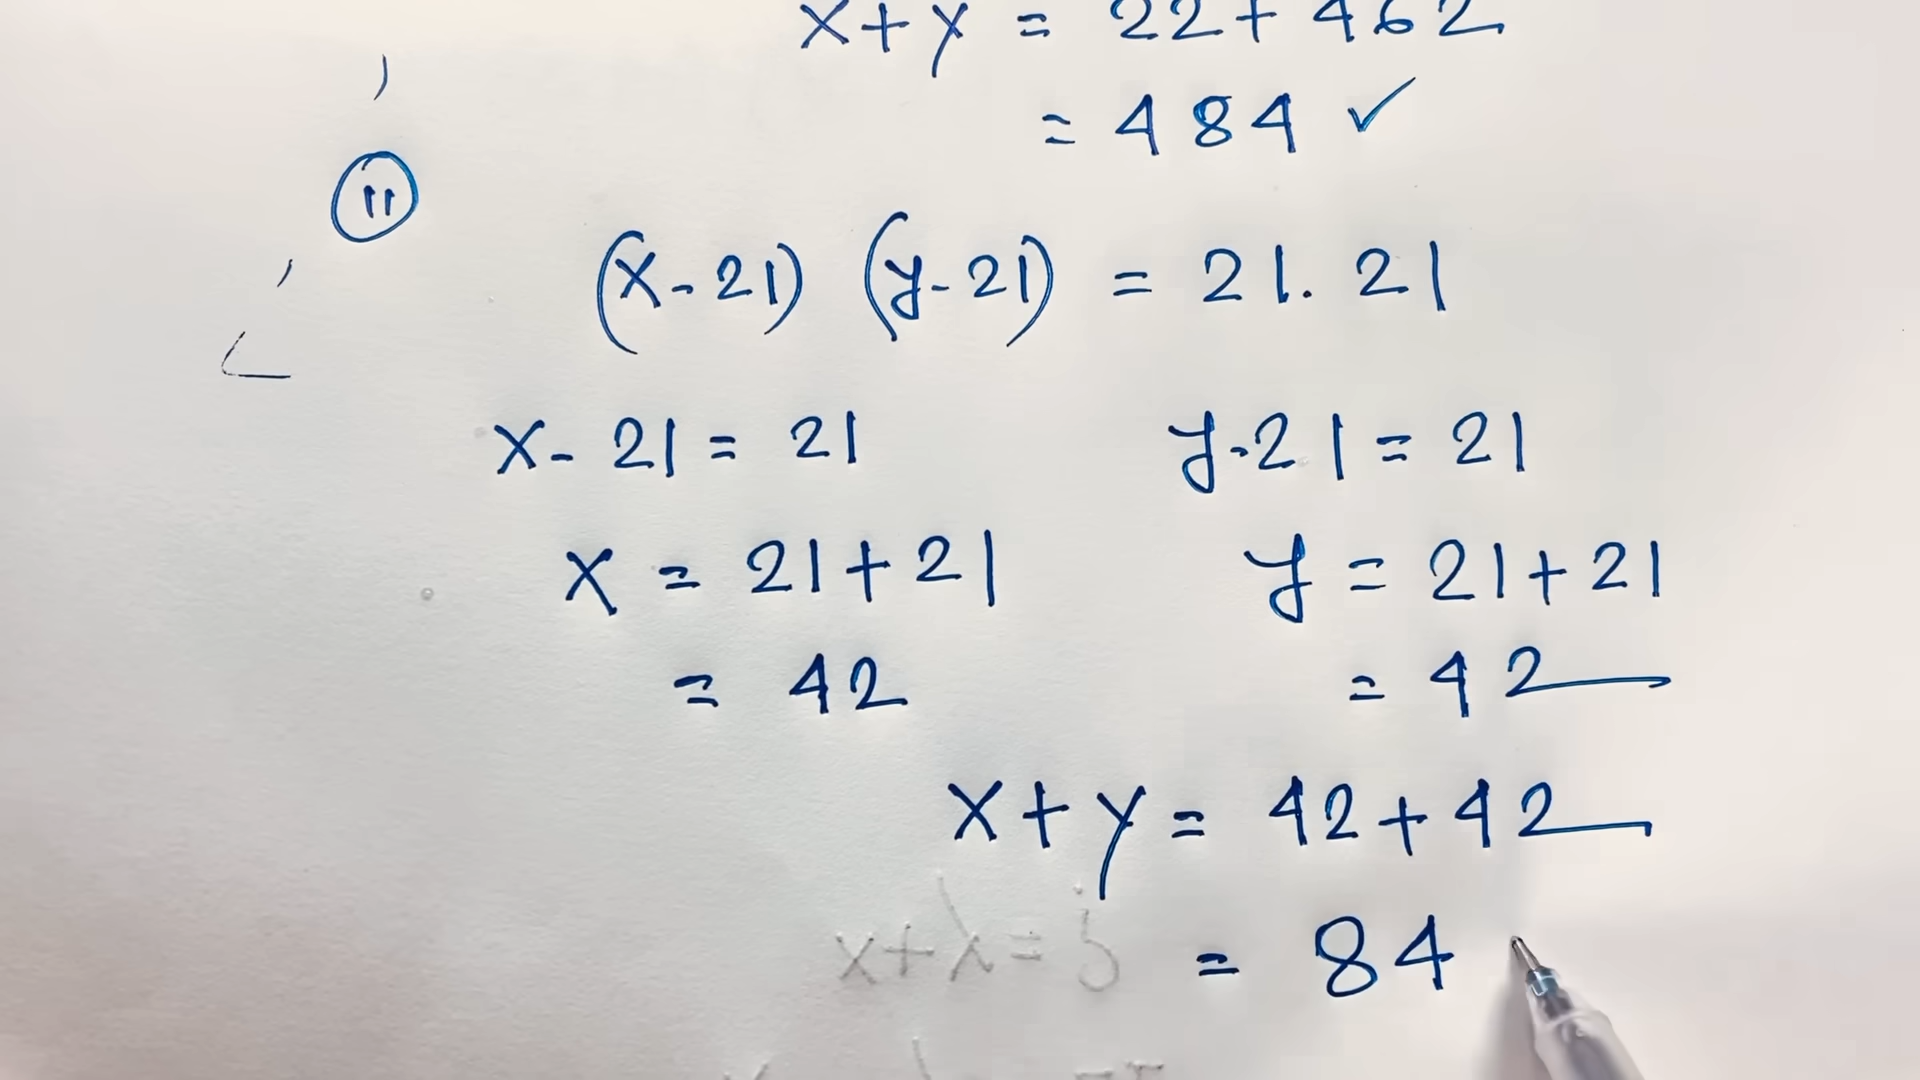 x+y = 22+462
= 484 ✓
(ii)
(x-21) (y-21) = 21.21
x-21 = 21 y-21 = 21
x = 21+21 y = 21+21
= 42 = 42
x+y = 42+42
= 84